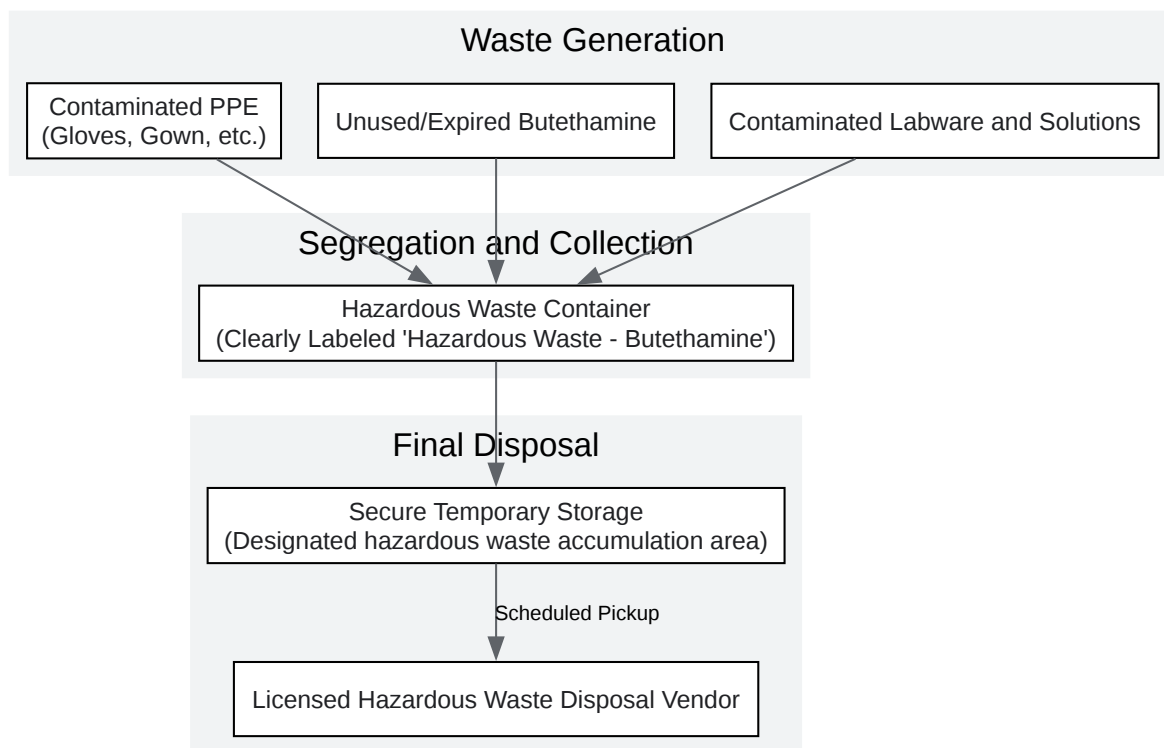 Waste Generation
Contaminated PPE
(Gloves, Gown, etc.)
Unused/Expired Butethamine
Contaminated Labware and Solutions
Segregation and Collection
Hazardous Waste Container
(Clearly Labeled 'Hazardous Waste - Butethamine')
Final Disposal
Secure Temporary Storage
(Designated hazardous waste accumulation area)
Scheduled Pickup
Licensed Hazardous Waste Disposal Vendor